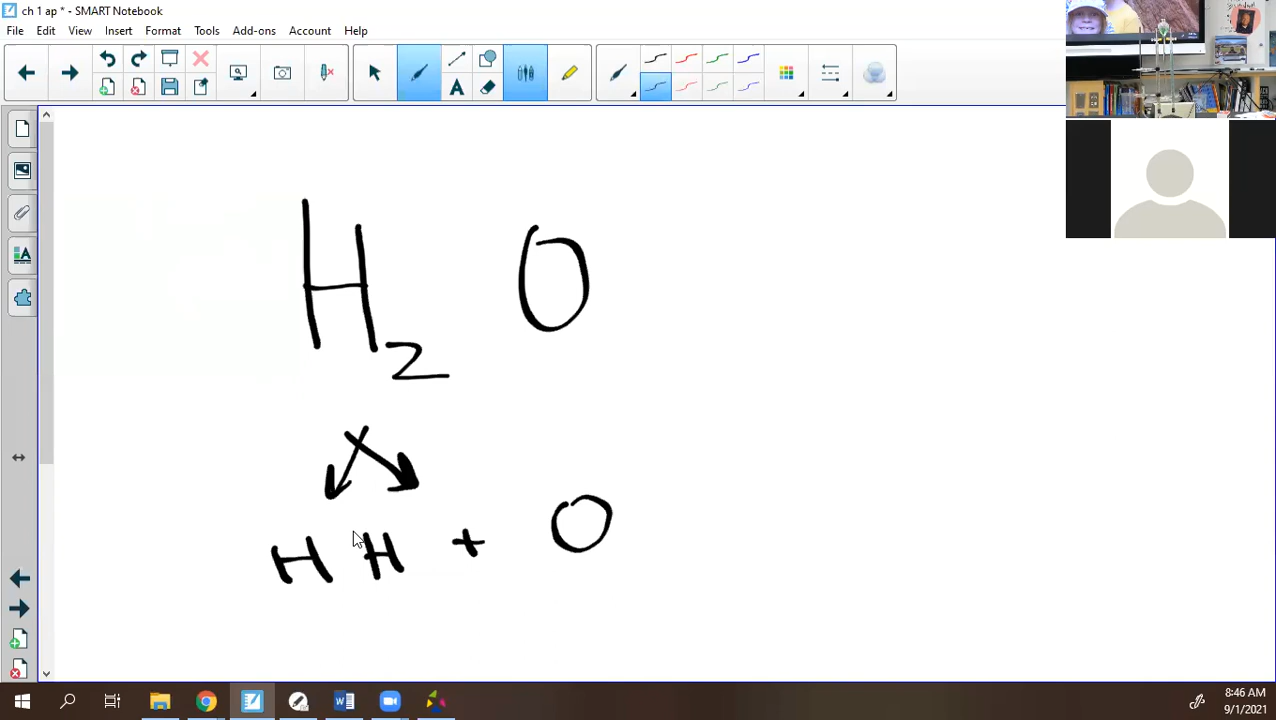 ch 1 ap * - SMART Notebook
File Edit View Insert Format Tools Add-ons Account Help
A
A
H2 O
H H + O
8:46 AM
9/1/2021